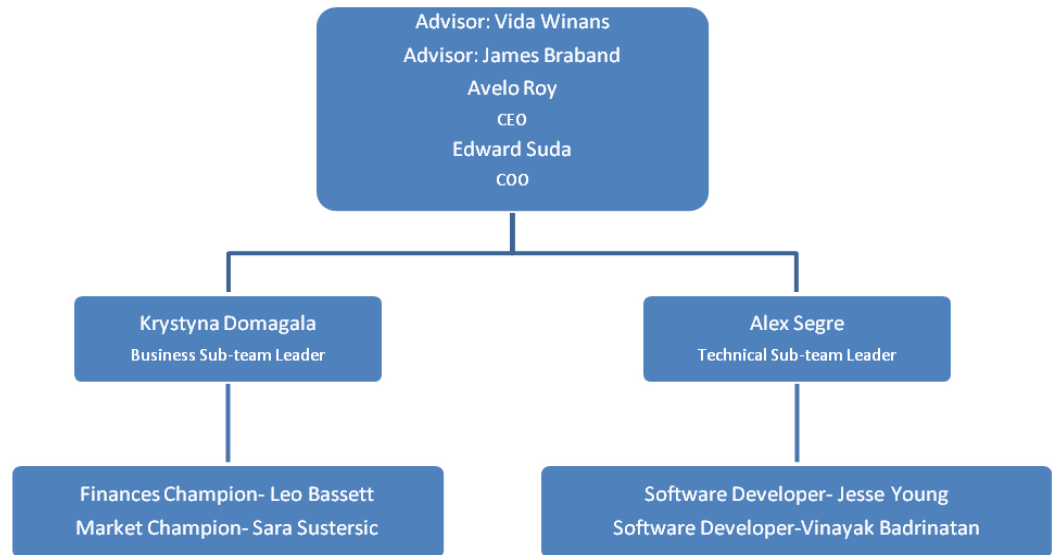 Advisor: Vida Winans
Advisor: James Braband
Avelo Roy
CEO
Edward Suda
COO
Krystyna Domagala
Business Sub-team Leader
Alex Segre
Technical Sub-team Leader
Finances Champion- Leo Bassett
Market Champion- Sara Sustersic
Software Developer- Jesse Young
Software Developer-Vinayak Badrinatan